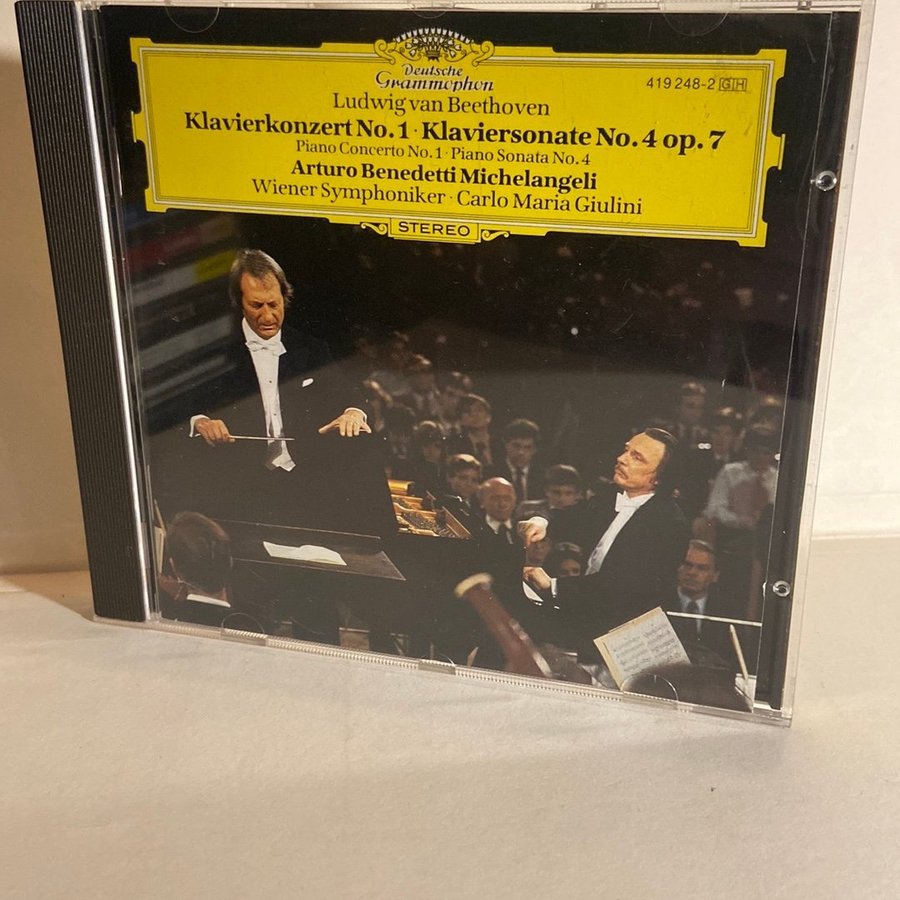 Deutsche
Grammophon
419 248-2 GH
Ludwig van Beethoven
Klavierkonzert No. 1 · Klaviersonate No. 4 op. 7
Piano Concerto No. 1 · Piano Sonata No. 4
Arturo Benedetti Michelangeli
Wiener Symphoniker · Carlo Maria Giulini
STEREO